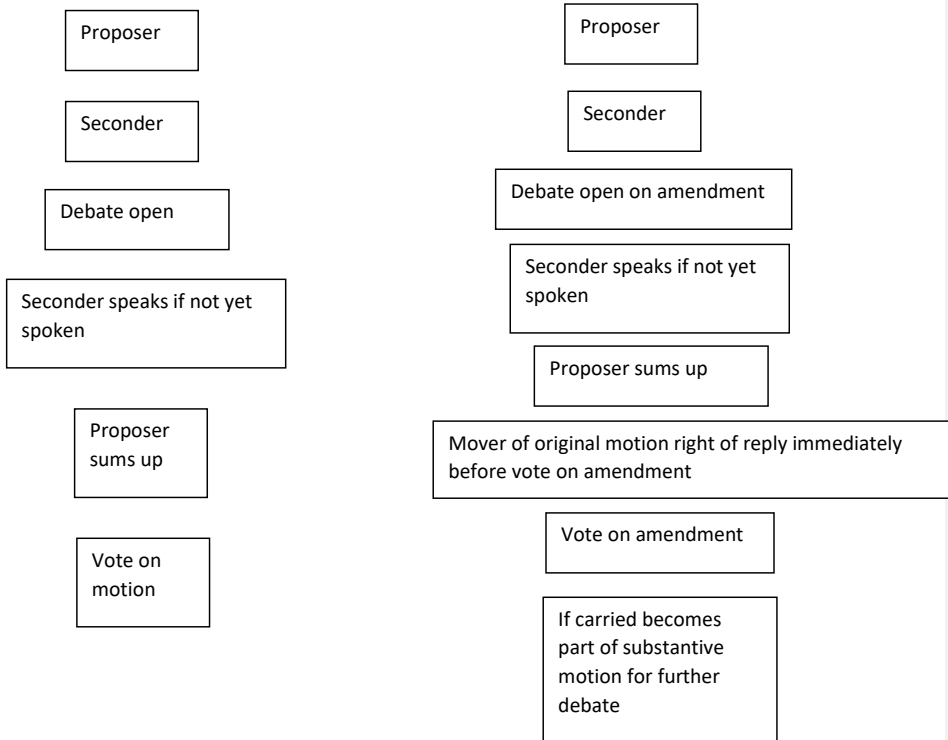 Proposer
Seconder
Debate open
Seconder speaks if not yet
spoken
Proposer
sums up
Vote on
motion
Proposer
Seconder
Debate open on amendment
Seconder speaks if not yet
spoken
Proposer sums up
Mover of original motion right of reply immediately
before vote on amendment
Vote on amendment
If carried becomes
part of substantive
motion for further
debate